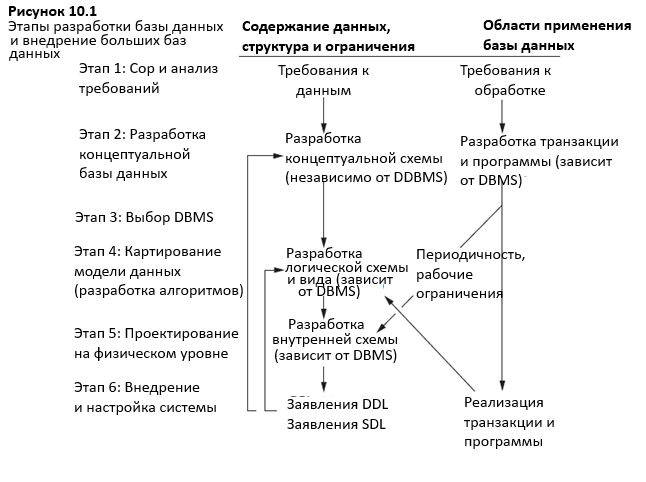 Рисунок 10.1
Этапы разработки базы данных
и внедрение больших баз
данных
Содержание данных,
структура и ограничения
Области применения
базы данных
Этап 1: Сор и анализ
требований
Требования к
данным
Требования к
обработке
Этап 2: Разработка
концептуальной
базы данных
Разработка
концептуальной схемы
(независимо от DDBMS)
Разработка транзакции
и программы (зависит
от DBMS)
Этап 3: Выбор DBMS
Этап 4: Картирование
модели данных
(разработка алгоритмов)
Разработка
логической схемы
и вида (зависит
от DBMS)
Периодичность,
рабочие
ограничения
Этап 5: Проектирование
на физическом уровне
Разработка
внутренней схемы
(зависит от DBMS)
Этап 6: Внедрение
и настройка системы
Заявления DDL
Заявления SDL
Реализация
транзакции и
программы